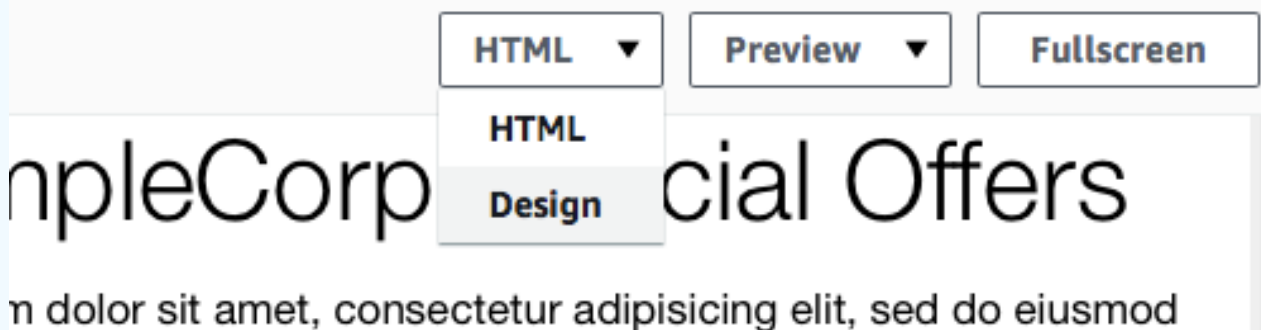 HTML ▼ Preview ▼ Fullscreen
HTML
Design
npleCorp cial Offers
m dolor sit amet, consectetur adipisicing elit, sed do eiusmod